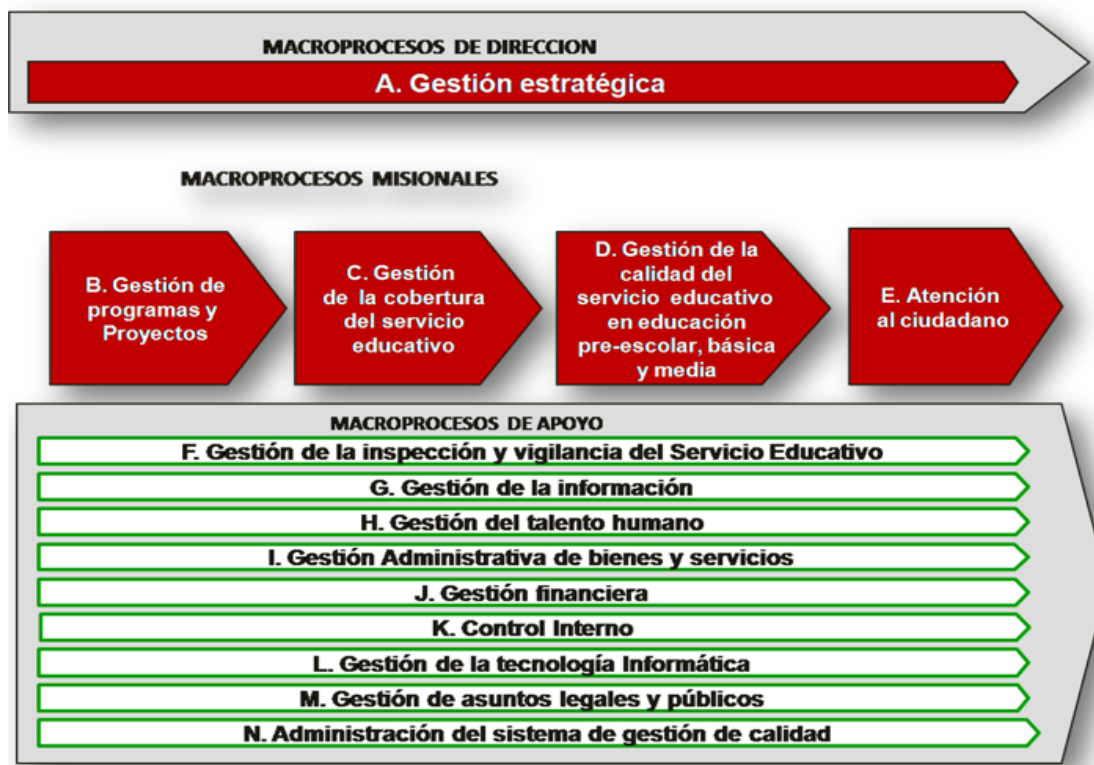 MACROPROCESOS DE DIRECCION
A. Gestión estratégica
MACROPROCESOS MISIONALES
B. Gestión de
programas y
Proyectos
C. Gestión
de la cobertura
del servicio
educativo
D. Gestión de la
calidad del
servicio educativo
en educación
pre-escolar, básica
y media
E. Atención
al ciudadano
MACROPROCESOS DE APOYO
F. Gestión de la inspección y vigilancia del Servicio Educativo
G. Gestión de la información
H. Gestión del talento humano
I. Gestión Administrativa de bienes y servicios
J. Gestión financiera
K. Control Interno
L. Gestión de la tecnología Informática
M. Gestión de asuntos legales y públicos
N. Administración del sistema de gestión de calidad